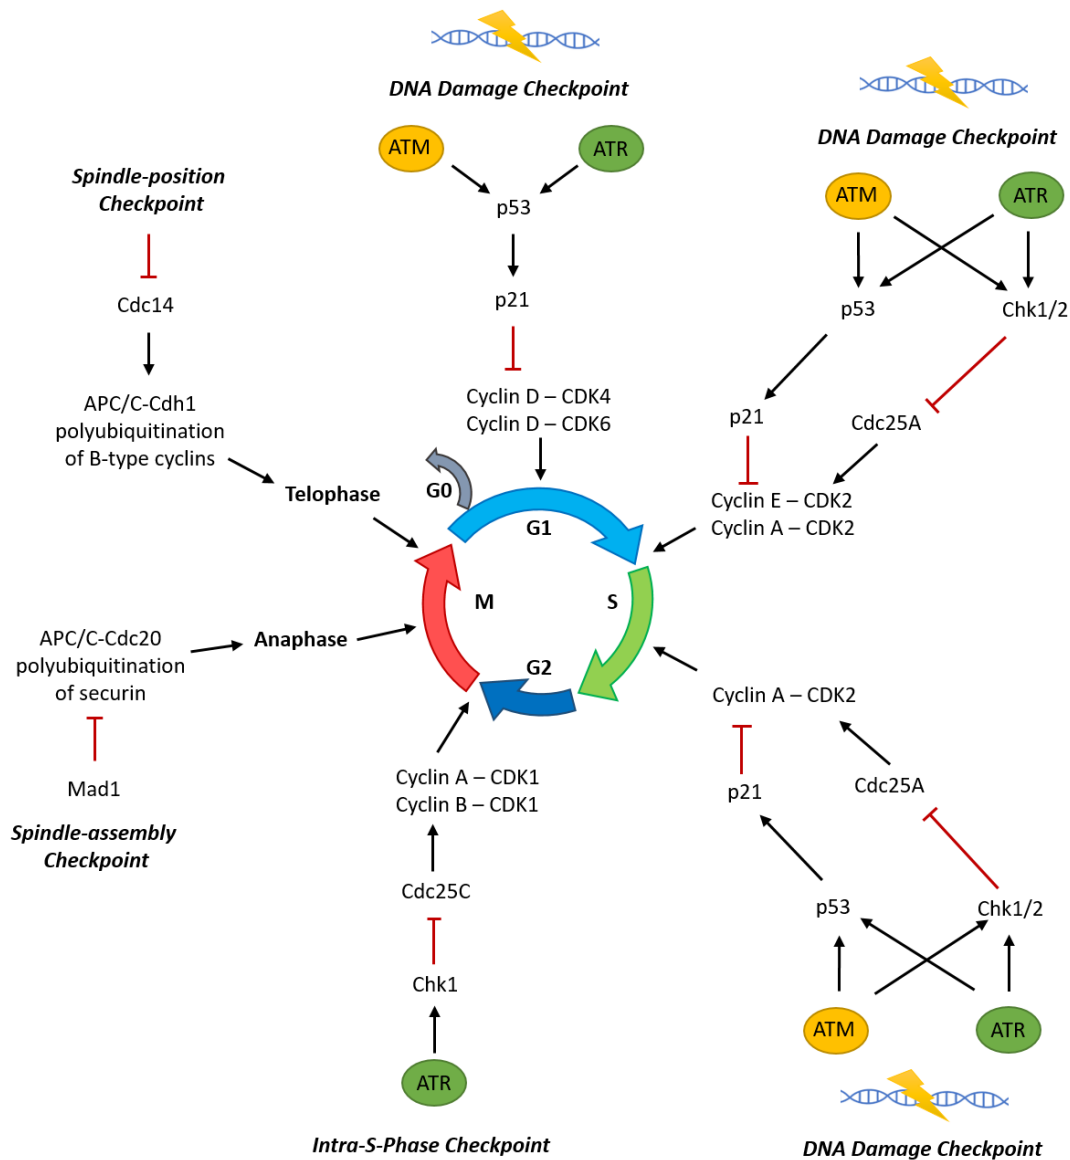 DNA Damage Checkpoint
ATM
ATR
p53
p21
Cyclin D – CDK4
Cyclin D – CDK6
DNA Damage Checkpoint
ATM
ATR
p53
Chk1/2
p21
Cdc25A
Cyclin E – CDK2
Cyclin A – CDK2
Spindle-position
Checkpoint
Cdc14
APC/C-Cdh1
polyubiquitination
of B-type cyclins
Telophase
G0
G1
M
S
G2
APC/C-Cdc20
polyubiquitination
of securin
Anaphase
Mad1
Spindle-assembly
Checkpoint
Cyclin A – CDK1
Cyclin B – CDK1
Cdc25C
Chk1
ATR
Intra-S-Phase Checkpoint
Cyclin A – CDK2
p21
Cdc25A
p53
Chk1/2
ATM
ATR
DNA Damage Checkpoint